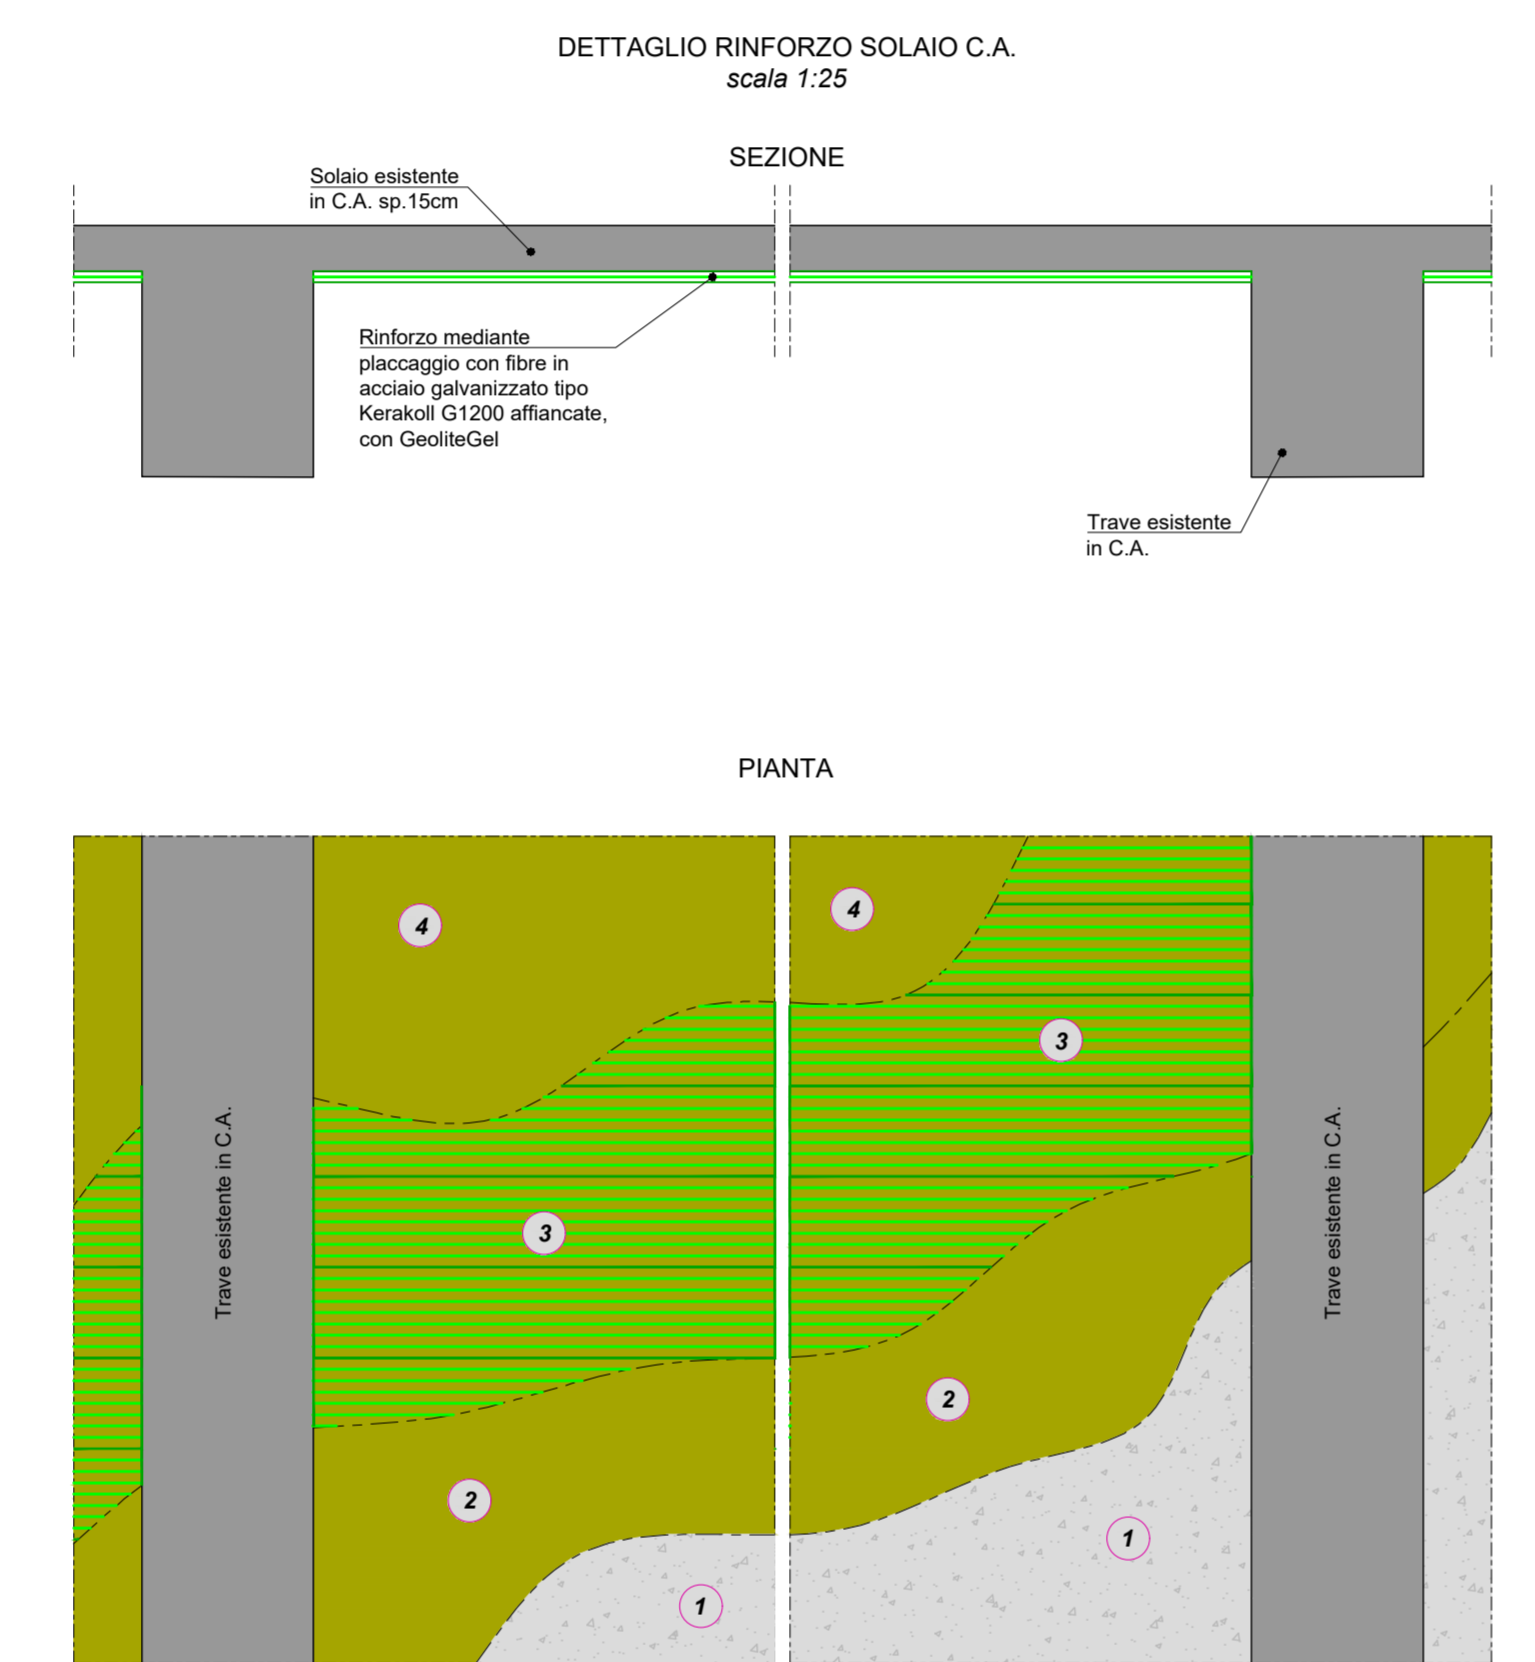 DETTAGLIO RINFORZO SOLAIO C.A.
scala 1:25
SEZIONE
Solaio esistente
in C.A. sp.15cm
Rinforzo mediante
placcaggio con fibre in
acciaio galvanizzato tipo
Kerakoll G1200 affiancate,
con GeoliteGel
Trave esistente
in C.A.
PIANTA
4
4
3
Trave esistente in C.A.
Trave esistente in C.A.
3
2
2
1
1